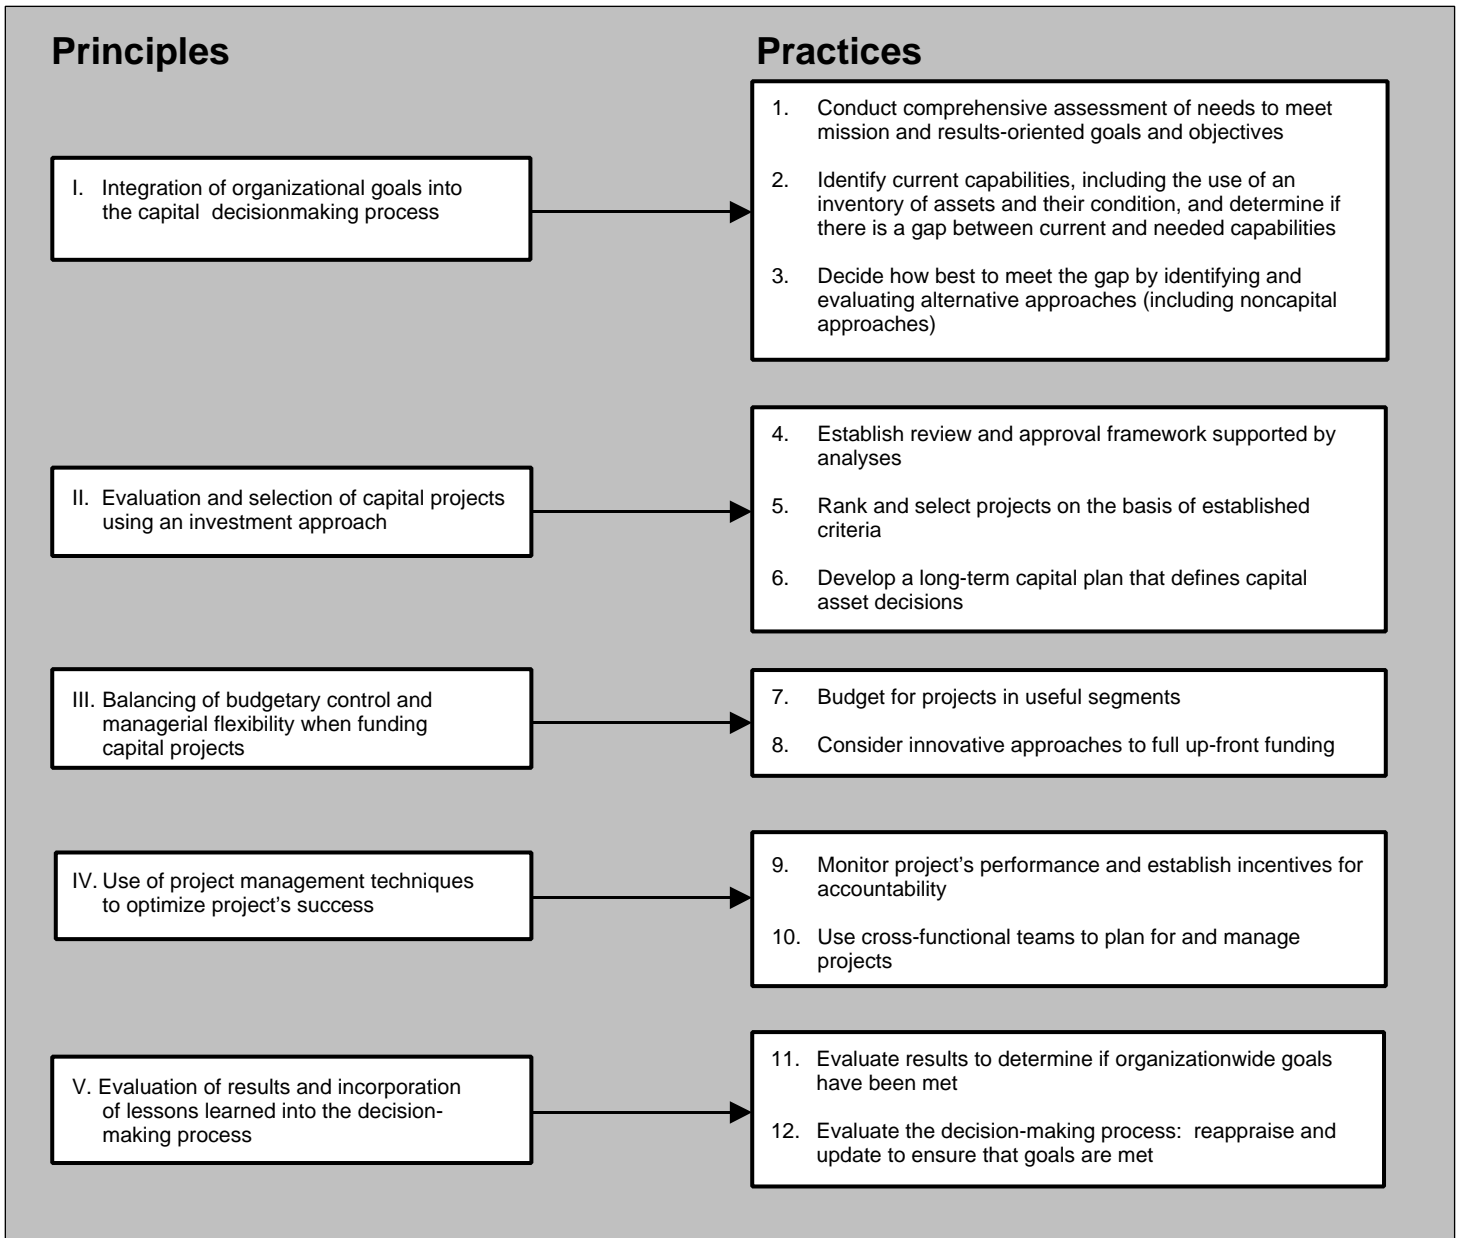 Principles
Practices
I. Integration of organizational goals into
the capital decisionmaking process
1. Conduct comprehensive assessment of needs to meet
mission and results-oriented goals and objectives
2. Identify current capabilities, including the use of an
inventory of assets and their condition, and determine if
there is a gap between current and needed capabilities
3. Decide how best to meet the gap by identifying and
evaluating alternative approaches (including noncapital
approaches)
II. Evaluation and selection of capital projects
using an investment approach
4. Establish review and approval framework supported by
analyses
5. Rank and select projects on the basis of established
criteria
6. Develop a long-term capital plan that defines capital
asset decisions
III. Balancing of budgetary control and
managerial flexibility when funding
capital projects
7. Budget for projects in useful segments
8. Consider innovative approaches to full up-front funding
IV. Use of project management techniques
to optimize project's success
9. Monitor project's performance and establish incentives for
accountability
10. Use cross-functional teams to plan for and manage
projects
V. Evaluation of results and incorporation
of lessons learned into the decision-
making process
11. Evaluate results to determine if organizationwide goals
have been met
12. Evaluate the decision-making process: reappraise and
update to ensure that goals are met